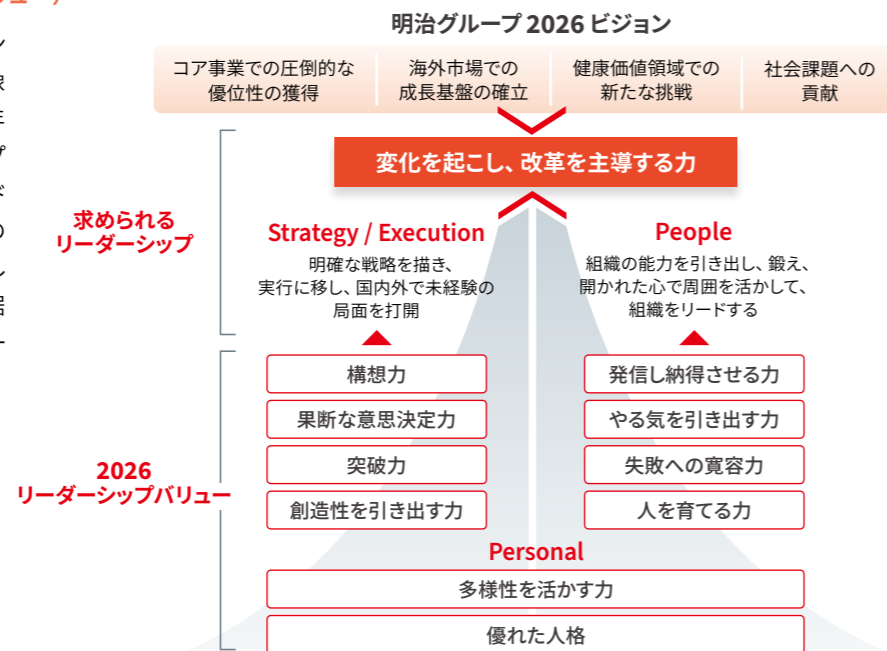 明治グループ 2026 ビジョン
コア事業での圧倒的な
優位性の獲得
海外市場での
成長基盤の確立
健康価値領域での
新たな挑戦
社会課題への
貢献
変化を起こし、改革を主導する力
求められる
リーダーシップ
Strategy / Execution
明確な戦略を描き、
実行に移し、国内外で未経験の
局面を打開
People
組織の能力を引き出し、鍛え、
開かれた心で周囲を活かして、
組織をリードする
2026
リーダーシップバリュー
構想力
果断な意思決定力
突破力
創造性を引き出す力
発信し納得させる力
やる気を引き出す力
失敗への寛容力
人を育てる力
Personal
多様性を活かす力
優れた人格